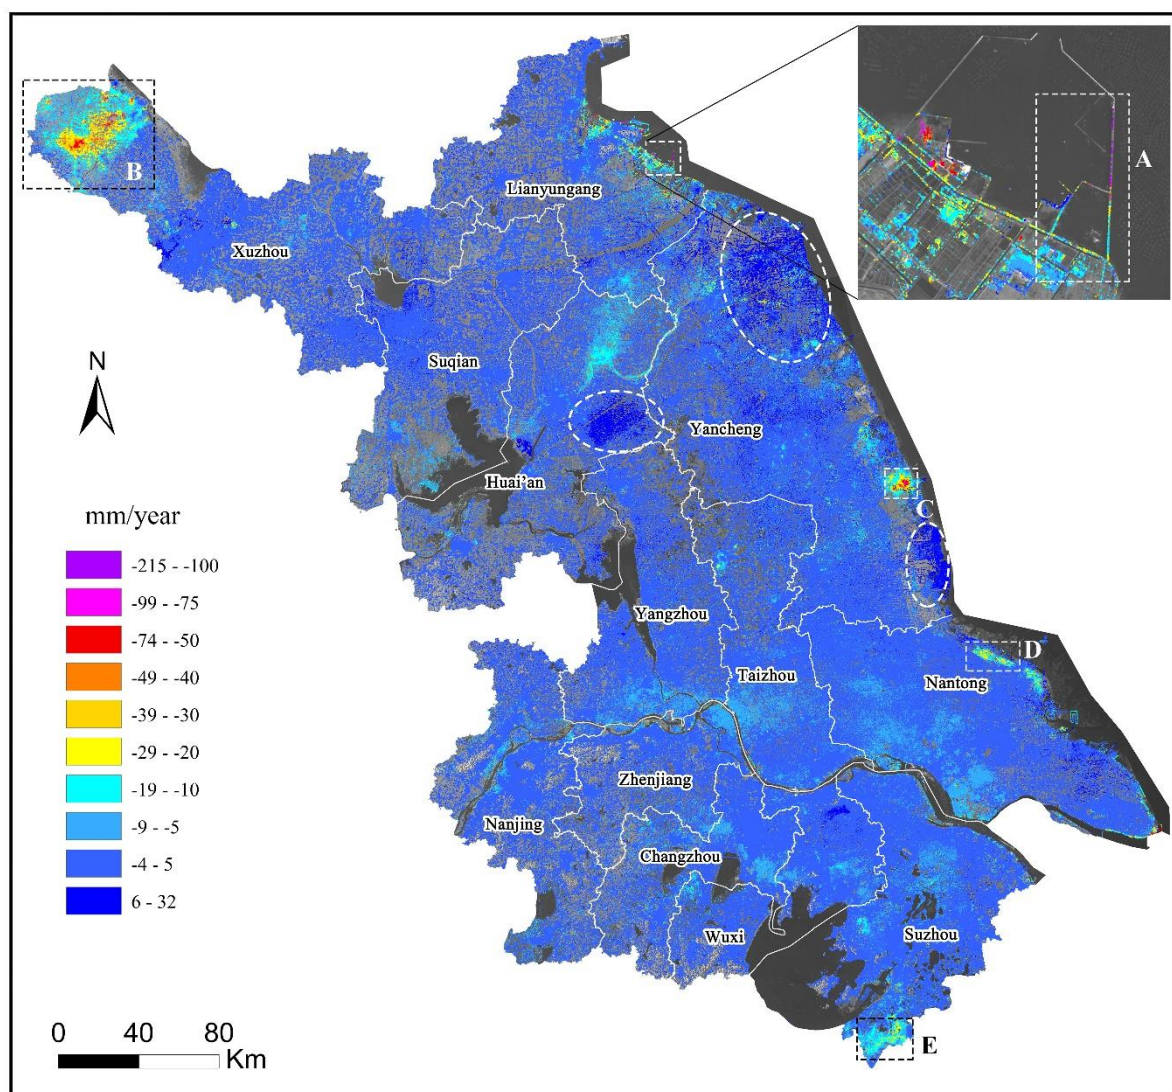 A
B
Lianyungang
Xuzhou
N
Suqian
Yancheng
Huai'an
C
mm/year
-215 - -100
-99 - -75
-74 - -50
-49 - -40
-39 - -30
-29 - -20
-19 - -10
-9 - -5
-4 - 5
6 - 32
Yangzhou
D
Taizhou
Nantong
Zhenjiang
Nanjing
Changzhou
Wuxi
Suzhou
0 40 80
Km
E